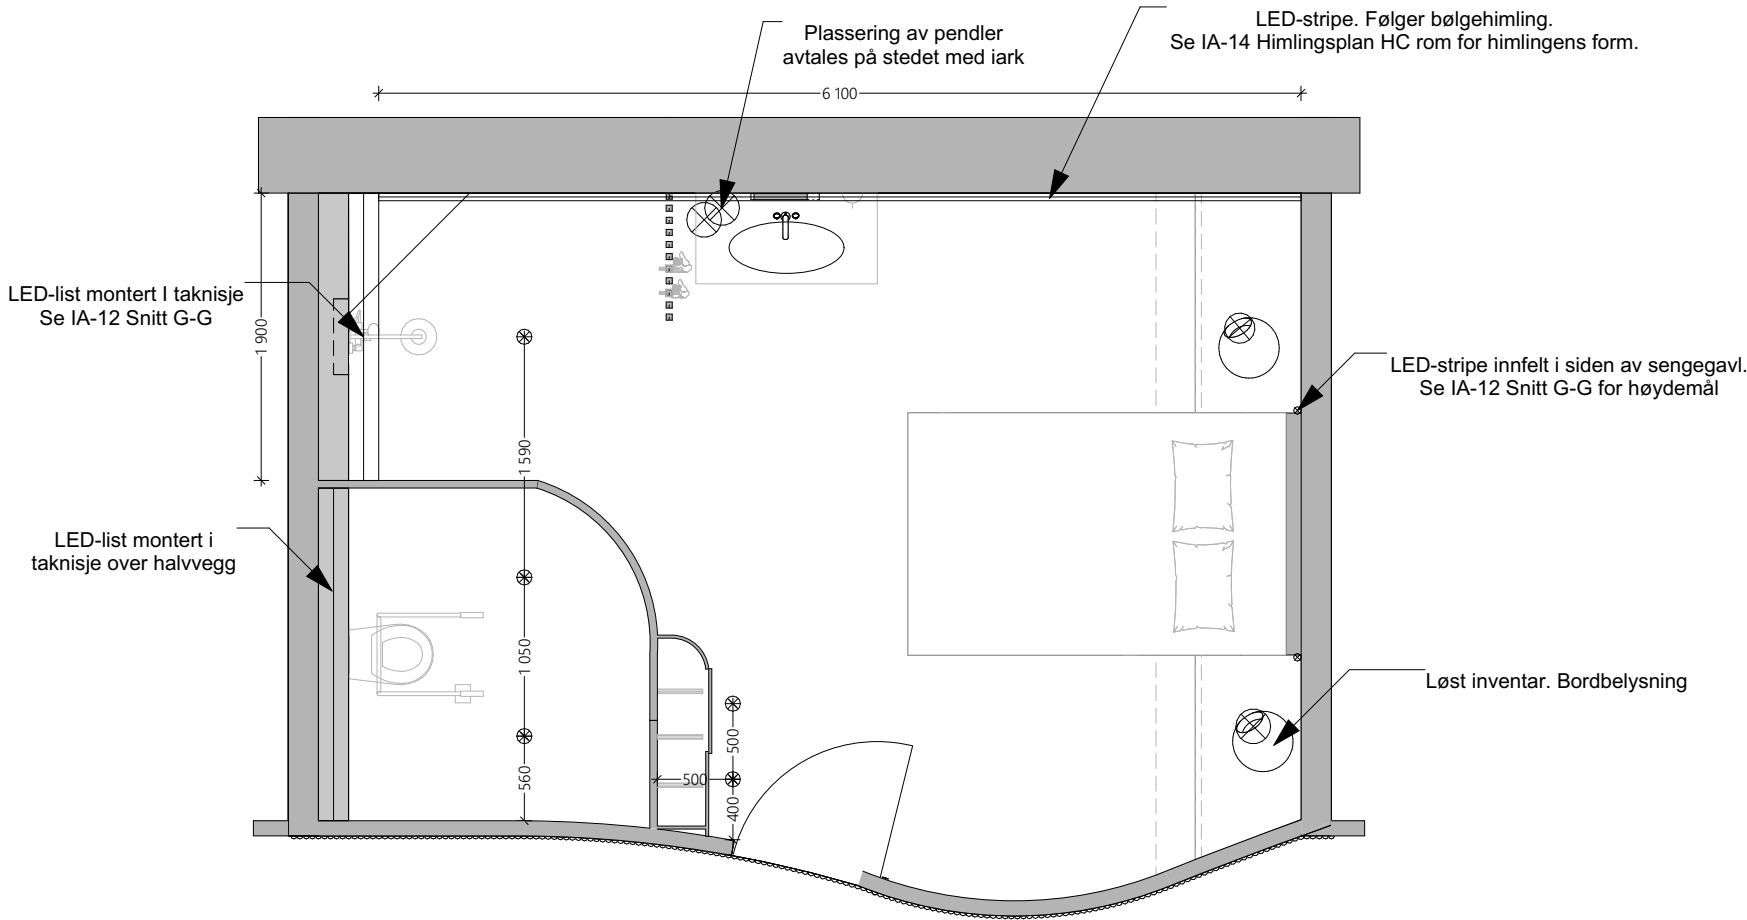 Plassering av pendler
avtales på stedet med iark
LED-stripe. Følger bølgehimling.
Se IA-14 Himlingsplan HC rom for himlingens form.
6 100
LED-list montert I taknisje
Se IA-12 Snitt G-G
1 900
LED-stripe innfelt i siden av sengegavl.
Se IA-12 Snitt G-G for høydemål
1 590
LED-list montert i
taknisje over halvvegg
1 050
Løst inventar. Bordbelysning
500
560
500
400